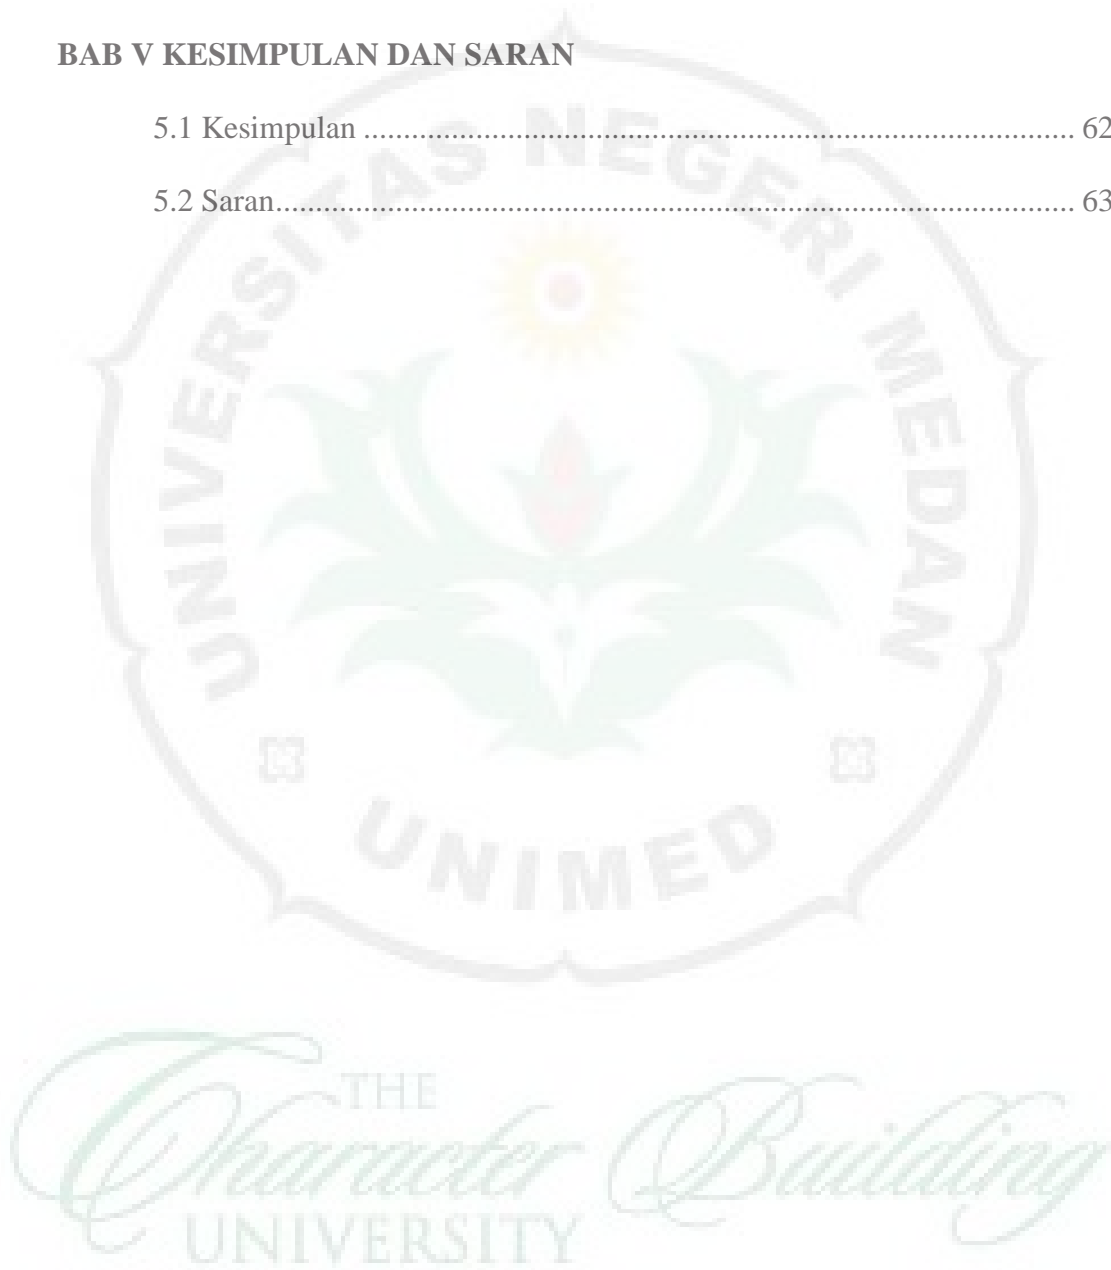 BAB V KESIMPULAN DAN SARAN
5.1 Kesimpulan ........................................................................................ 62
5.2 Saran................................................................................................... 63
UNIVERSITAS NEGERI MEDAN
UNIMED
THE
Character Building
UNIVERSITY